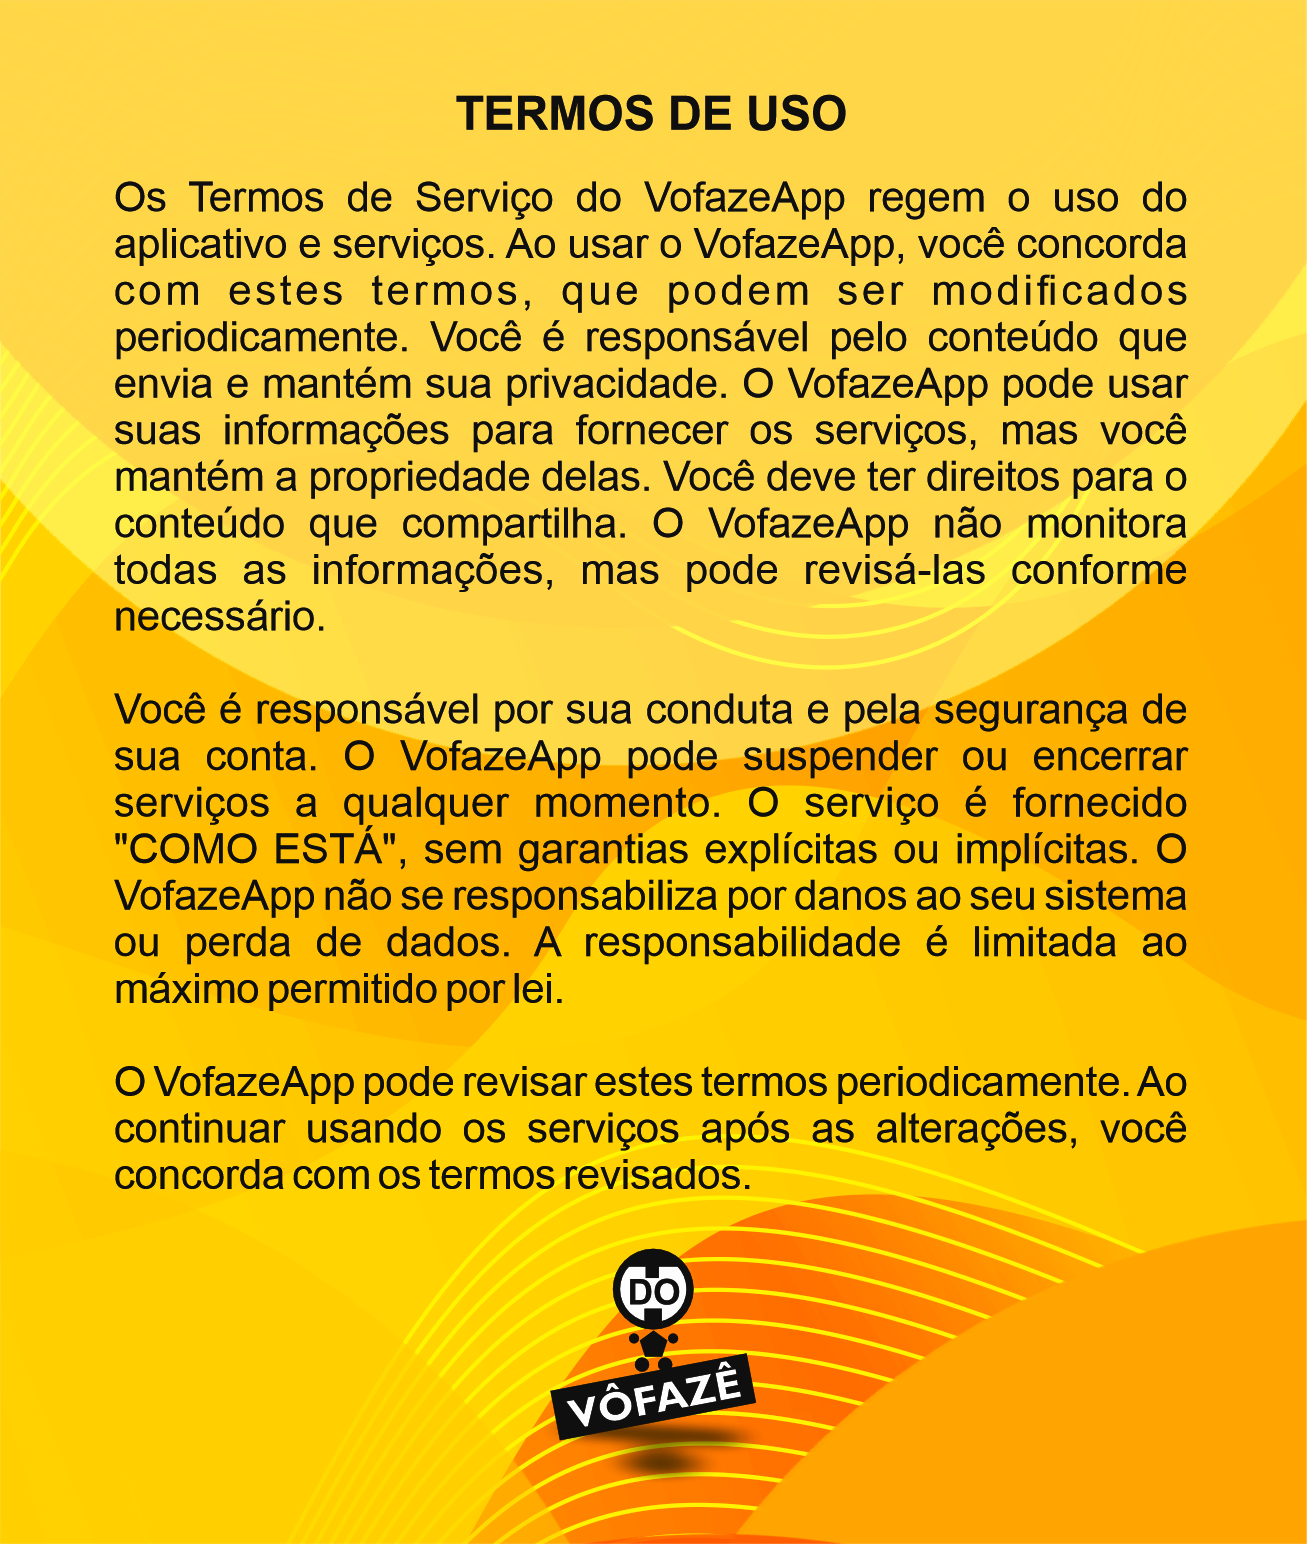 TERMOS DE USO
Os Termos de Serviço do VofazeApp regem o uso do
aplicativo e serviços. Ao usar o VofazeApp, você concorda
com estes termos, que podem ser modificados
periodicamente. Você é responsável pelo conteúdo que
envia e mantém sua privacidade. O VofazeApp pode usar
suas informações para fornecer os serviços, mas você
mantém a propriedade delas. Você deve ter direitos para o
conteúdo que compartilha. O VofazeApp não monitora
todas as informações, mas pode revisá-las conforme
necessário.
Você é responsável por sua conduta e pela segurança de
sua conta. O VofazeApp pode suspender ou encerrar
serviços a qualquer momento. O serviço é fornecido
"COMO ESTÁ", sem garantias explícitas ou implícitas. O
VofazeApp não se responsabiliza por danos ao seu sistema
ou perda de dados. A responsabilidade é limitada ao
máximo permitido por lei.
O VofazeApp pode revisar estes termos periodicamente. Ao
continuar usando os serviços após as alterações, você
concorda com os termos revisados.
DO
VÔFAZÊ